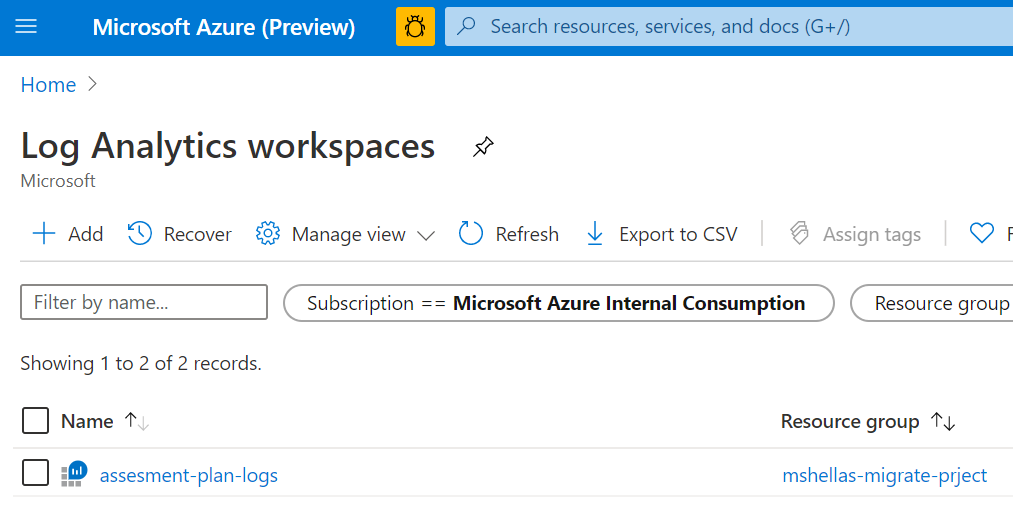 Microsoft Azure (Preview) Search resources, services, and docs (G+/)
Home
Log Analytics workspaces
Microsoft
Add Recover Manage view Refresh Export to CSV Assign tags F
Filter by name... Subscription == Microsoft Azure Internal Consumption Resource group
Showing 1 to 2 of 2 records.
Name Resource group
assesment-plan-logs mshellas-migrate-prject